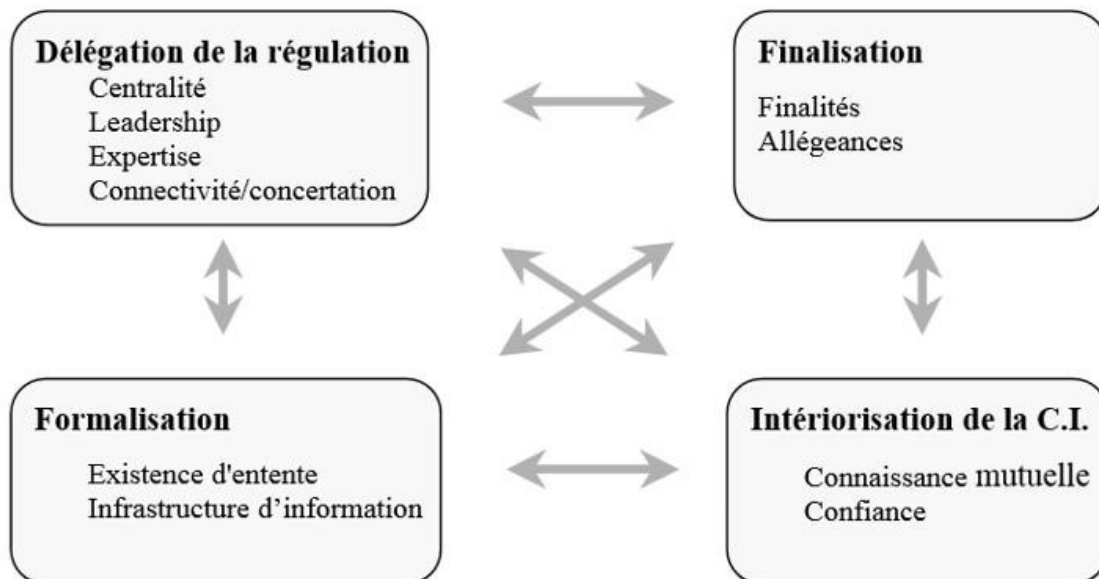 Délégation de la régulation
Centralité
Leadership
Expertise
Connectivité/concertation
Finalisation
Finalités
Allégeances
Formalisation
Existence d'entente
Infrastructure d’information
Intériorisation de la C.I.
Connaissance mutuelle
Confiance